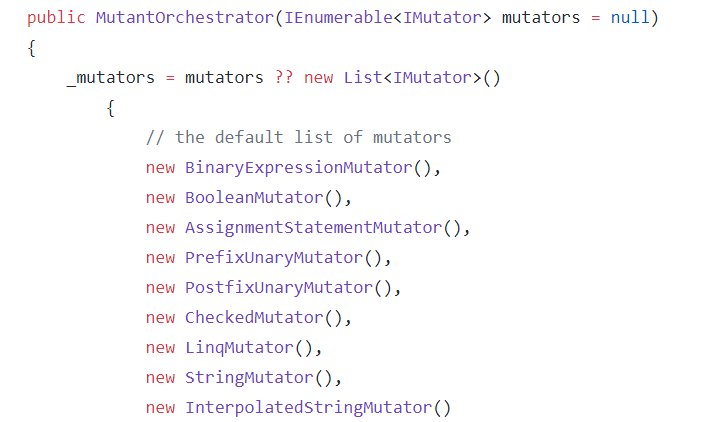 public MutantOrchestrator(IEnumerable<IMutator> mutators = null)
{
_mutators = mutators ?? new List<IMutator>()
{
// the default list of mutators
new BinaryExpressionMutator(),
new BooleanMutator(),
new AssignmentStatementMutator(),
new PrefixUnaryMutator(),
new PostfixUnaryMutator(),
new CheckedMutator(),
new LinqMutator(),
new StringMutator(),
new InterpolatedStringMutator()